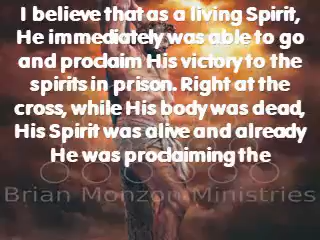 I believe that as a living Spirit,
He immediately was able to go
and proclaim His victory to the
spirits in prison. Right at the
cross, while His body was dead,
His Spirit was alive and already
He was proclaiming the
Brian Monzon Ministries